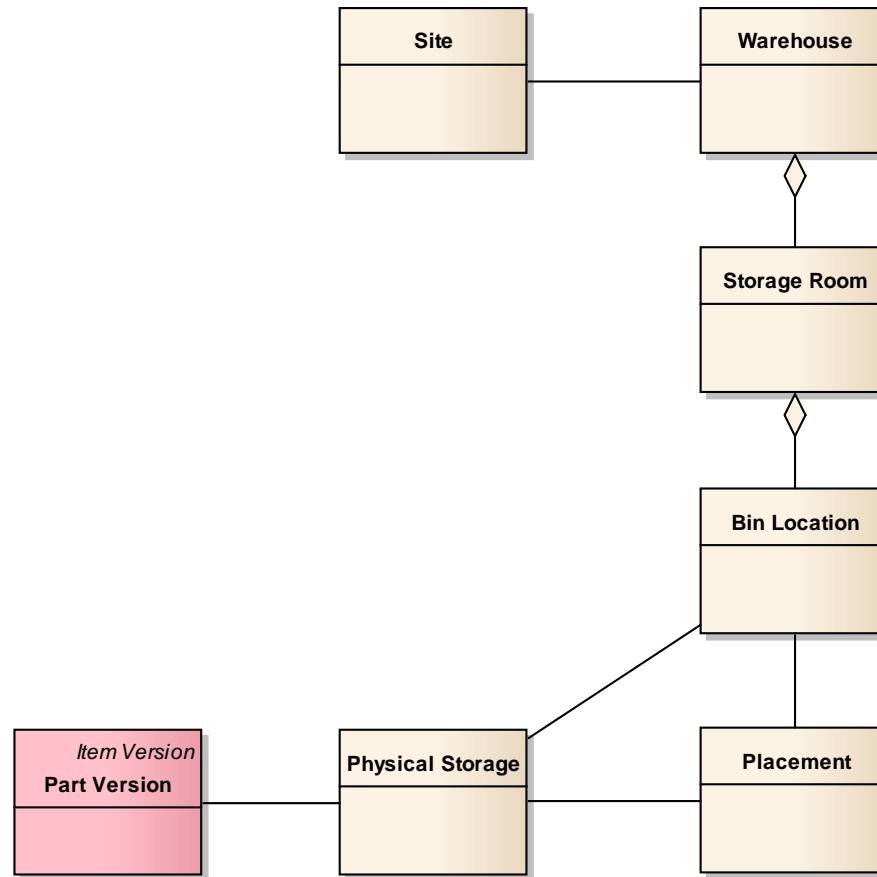 Site
Warehouse
Storage Room
Bin Location
Item Version
Part Version
Physical Storage
Placement